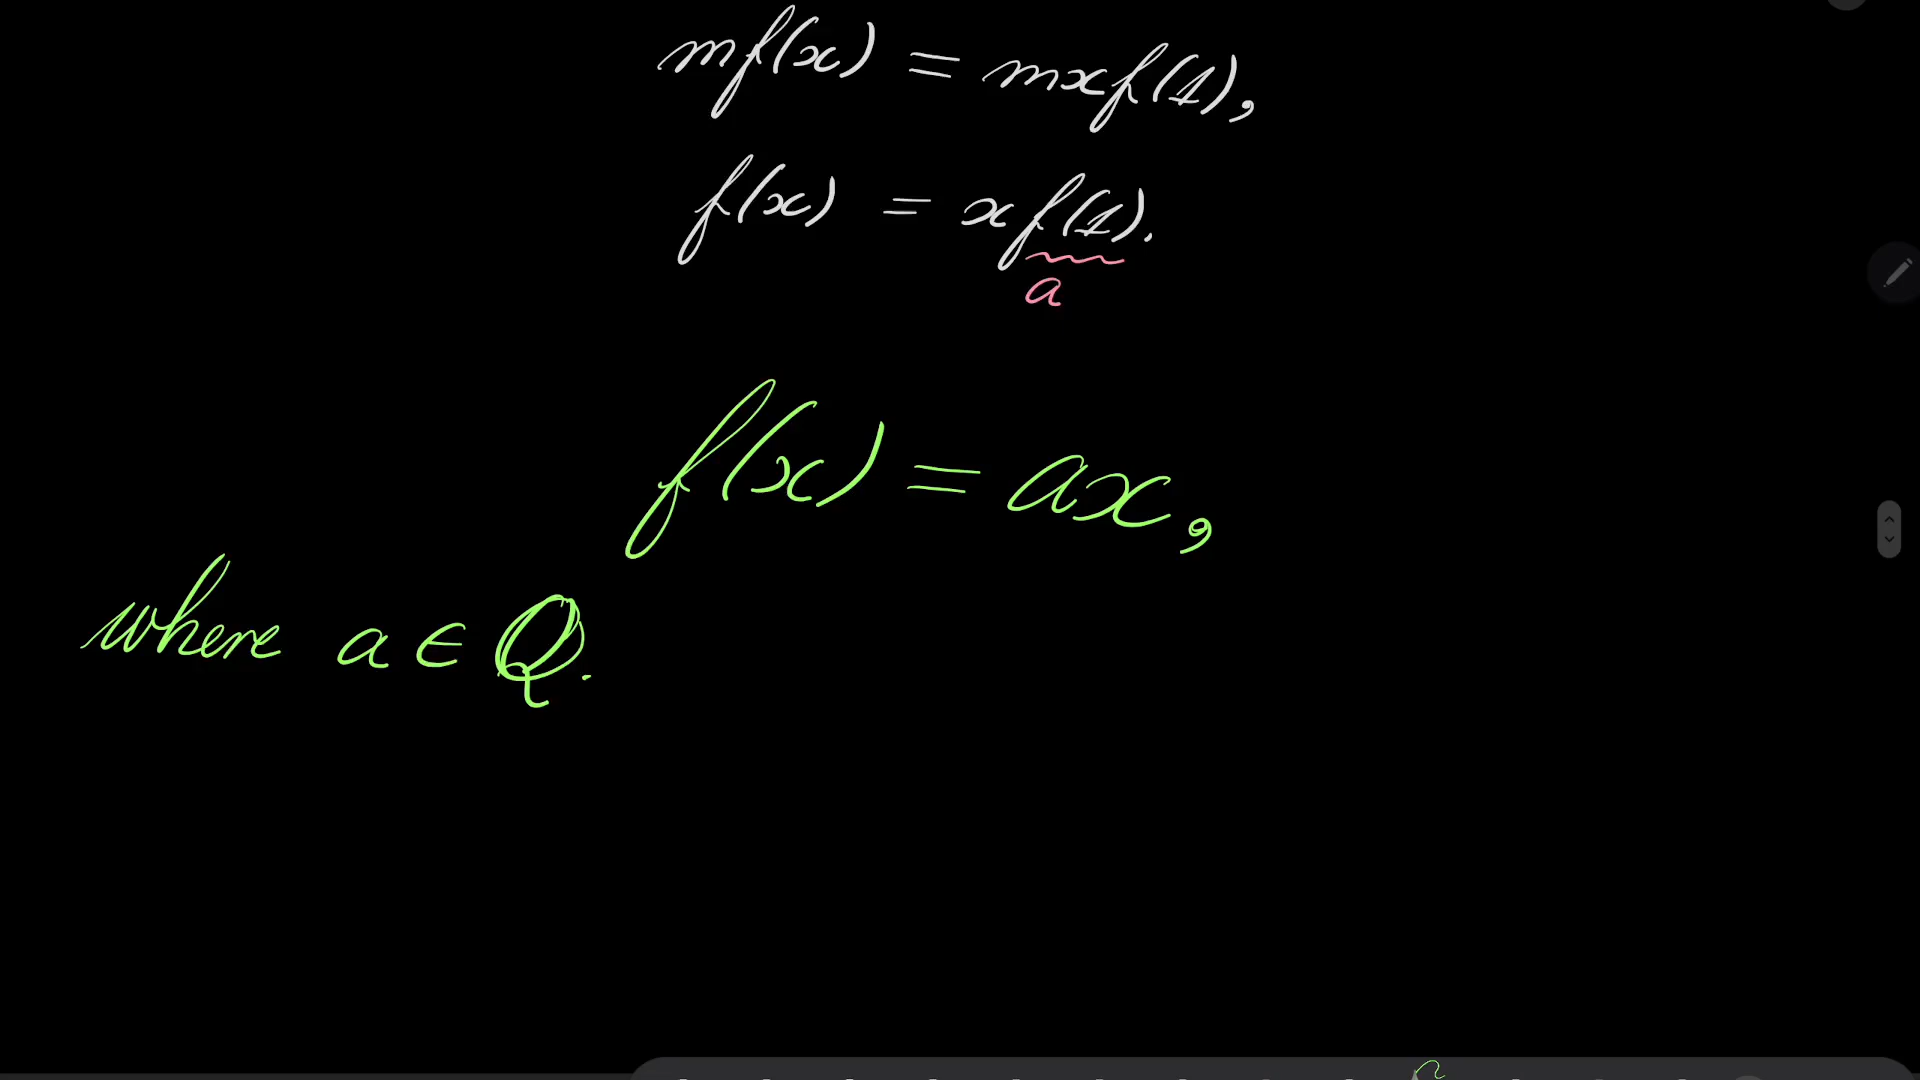 mf(x) = mxf(1),
f(x) = xf(1).
a
f(x) = ax,
where a ∈ Q.